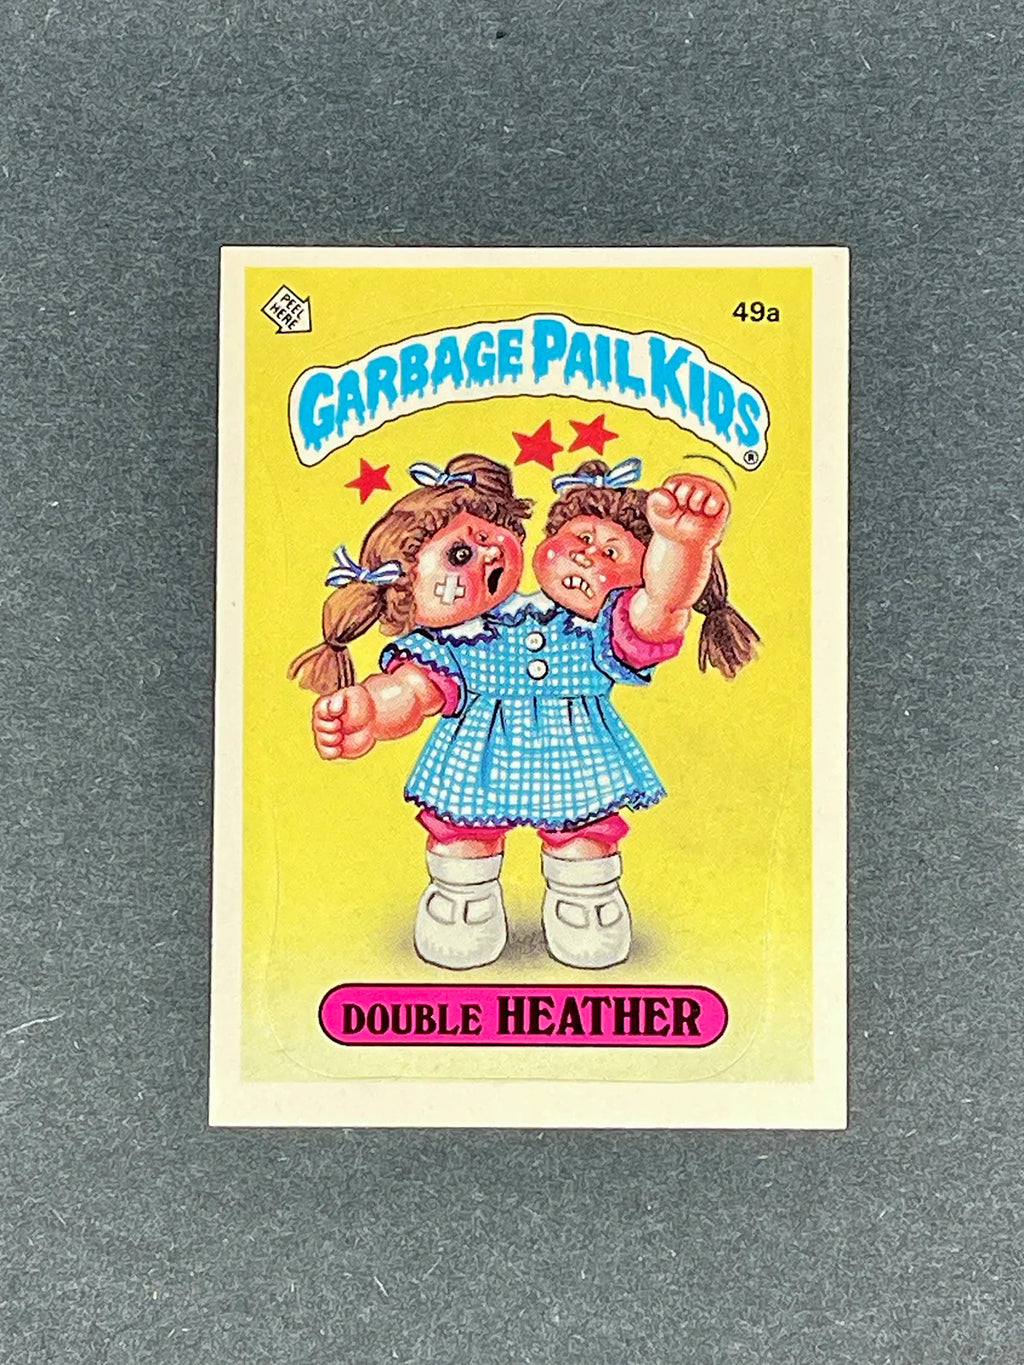 PEEL
HERE
49a
GARBAGE PAIL KIDS
®
DOUBLE HEATHER